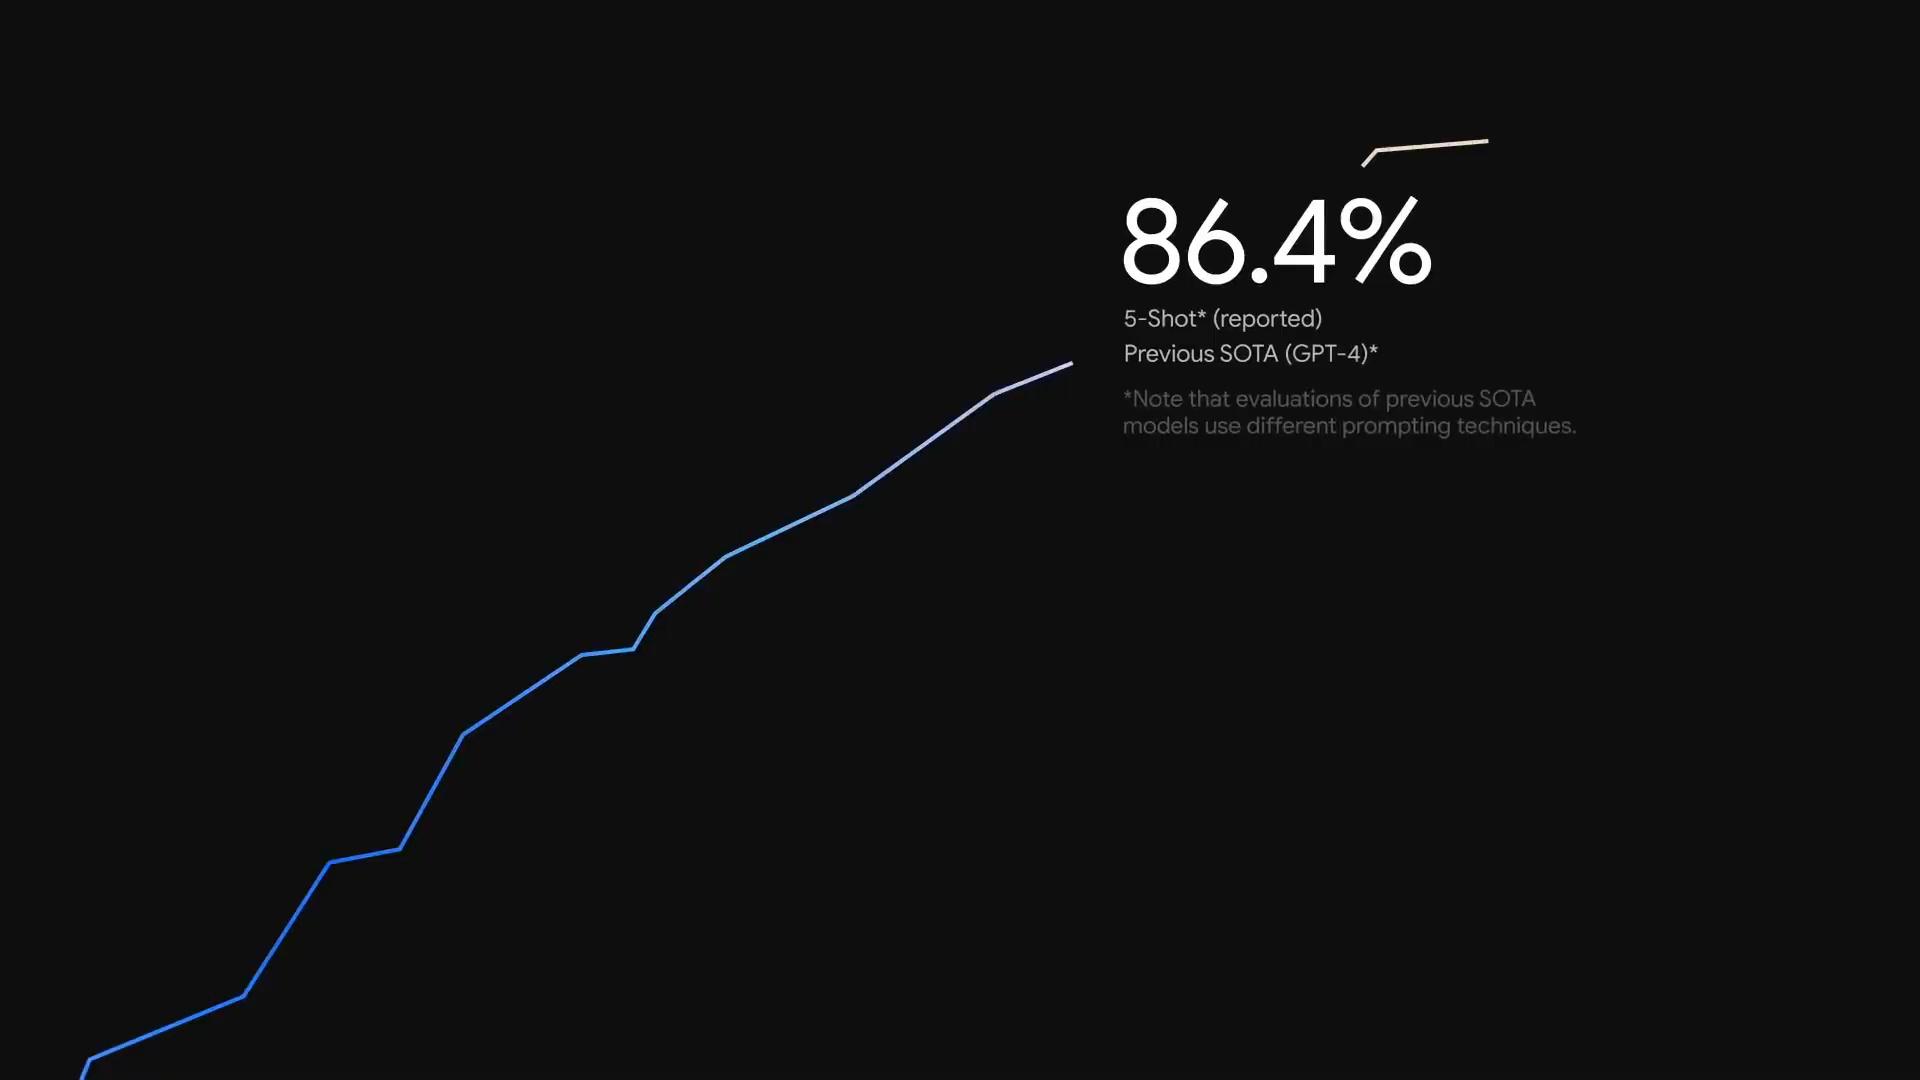 86.4%
5-Shot* (reported)
Previous SOTA (GPT-4)*
*Note that evaluations of previous SOTA
models use different prompting techniques.